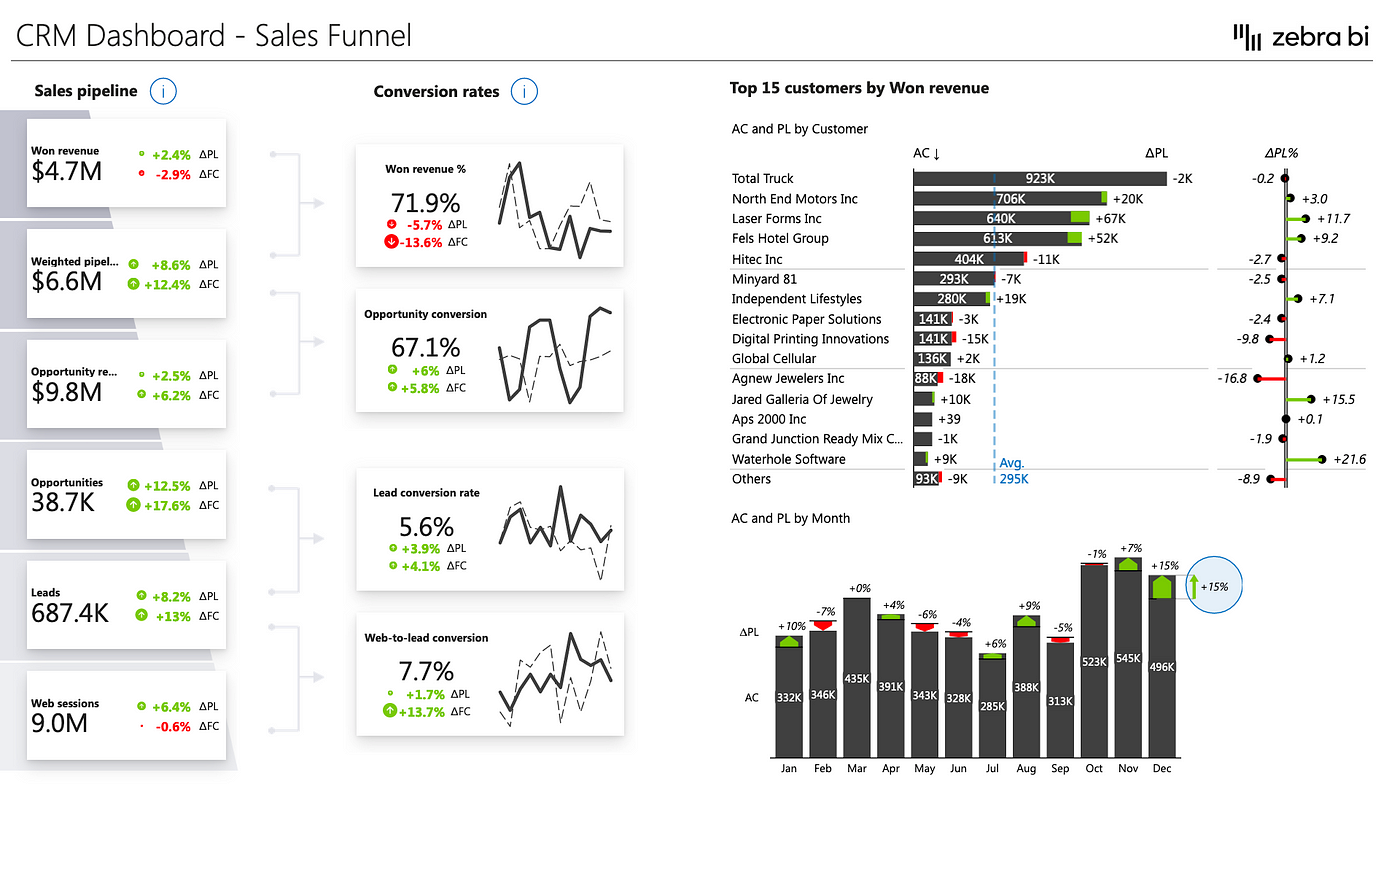 CRM Dashboard - Sales Funnel
zebra bi
Sales pipeline i
Won revenue
$4.7M
+2.4% ΔPL
-2.9% ΔFC
Weighted pipel...
$6.6M
+8.6% ΔPL
+12.4% ΔFC
Opportunity re...
$9.8M
+2.5% ΔPL
+6.2% ΔFC
Opportunities
38.7K
+12.5% ΔPL
+17.6% ΔFC
Leads
687.4K
+8.2% ΔPL
+13% ΔFC
Web sessions
9.0M
+6.4% ΔPL
-0.6% ΔFC
Conversion rates i
Won revenue %
71.9%
-5.7% ΔPL
-13.6% ΔFC
Opportunity conversion
67.1%
+6% ΔPL
+5.8% ΔFC
Lead conversion rate
5.6%
+3.9% ΔPL
+4.1% ΔFC
Web-to-lead conversion
7.7%
+1.7% ΔPL
+13.7% ΔFC
Top 15 customers by Won revenue
AC and PL by Customer
AC ↓ ΔPL ΔPL%
Total Truck 923K -2K -0.2
North End Motors Inc 706K +20K +3.0
Laser Forms Inc 640K +67K +11.7
Fels Hotel Group 613K +52K +9.2
Hitec Inc 404K -11K -2.7
Minyard 81 293K -7K -2.5
Independent Lifestyles 280K +19K +7.1
Electronic Paper Solutions 141K -3K -2.4
Digital Printing Innovations 141K -15K -9.8
Global Cellular 136K +2K +1.2
Agnew Jewelers Inc 88K -18K -16.8
Jared Galleria Of Jewelry +10K +15.5
Aps 2000 Inc +39 +0.1
Grand Junction Ready Mix C... -1K -1.9
Waterhole Software +9K +21.6
Others 93K -9K -8.9
Avg.
295K
AC and PL by Month
ΔPL +10% -7% +0% +4% -6% -4% +6% +9% -5% -1% +7% +15% +15%
AC 332K 346K 435K 391K 343K 328K 285K 388K 313K 523K 545K 496K
Jan Feb Mar Apr May Jun Jul Aug Sep Oct Nov Dec